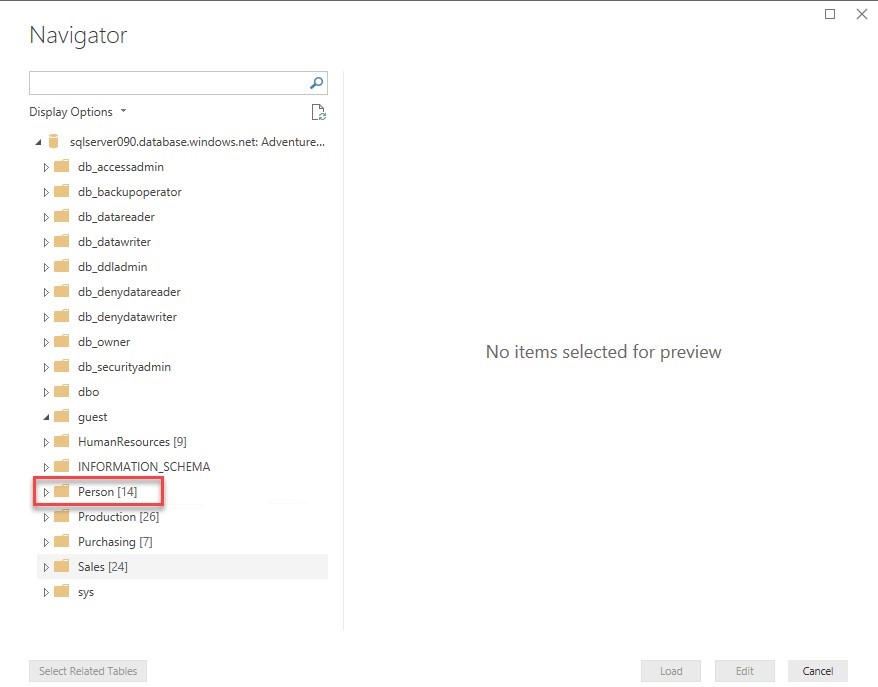 Navigator
Display Options
sqlserver090.database.windows.net: Adventure...
db_accessadmin
db_backupoperator
db_datareader
db_datawriter
db_ddladmin
db_denydatareader
db_denydatawriter
db_owner
db_securityadmin
dbo
guest
HumanResources [9]
INFORMATION_SCHEMA
Person [14]
Production [26]
Purchasing [7]
Sales [24]
sys
No items selected for preview
Select Related Tables
Load
Edit
Cancel